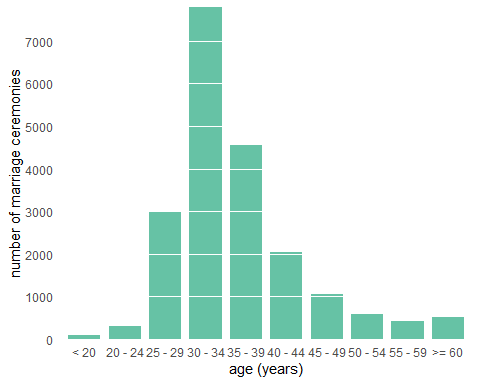 number of marriage ceremonies
7000
6000
5000
4000
3000
2000
1000
0
< 20 20 - 24 25 - 29 30 - 34 35 - 39 40 - 44 45 - 49 50 - 54 55 - 59 >= 60
age (years)